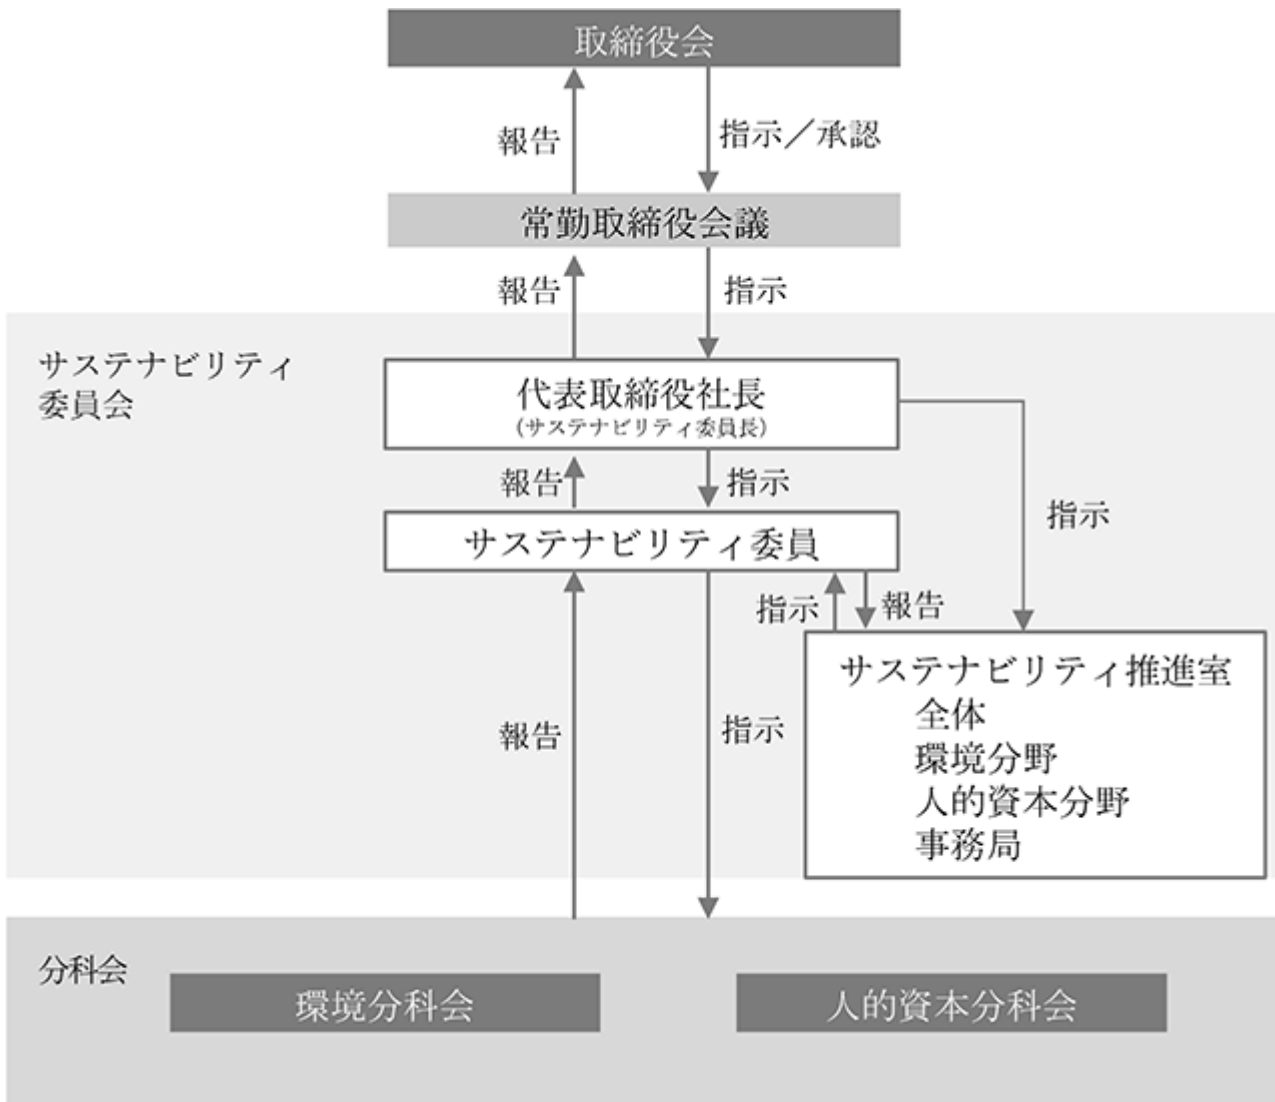 取締役会
報告
指示／承認
常勤取締役会議
報告
指示
サステナビリティ
委員会
代表取締役社長
(サステナビリティ委員長)
報告
指示
指示
サステナビリティ委員
指示
報告
サステナビリティ推進室
全体
環境分野
人的資本分野
事務局
報告
指示
分科会
環境分科会
人的資本分科会